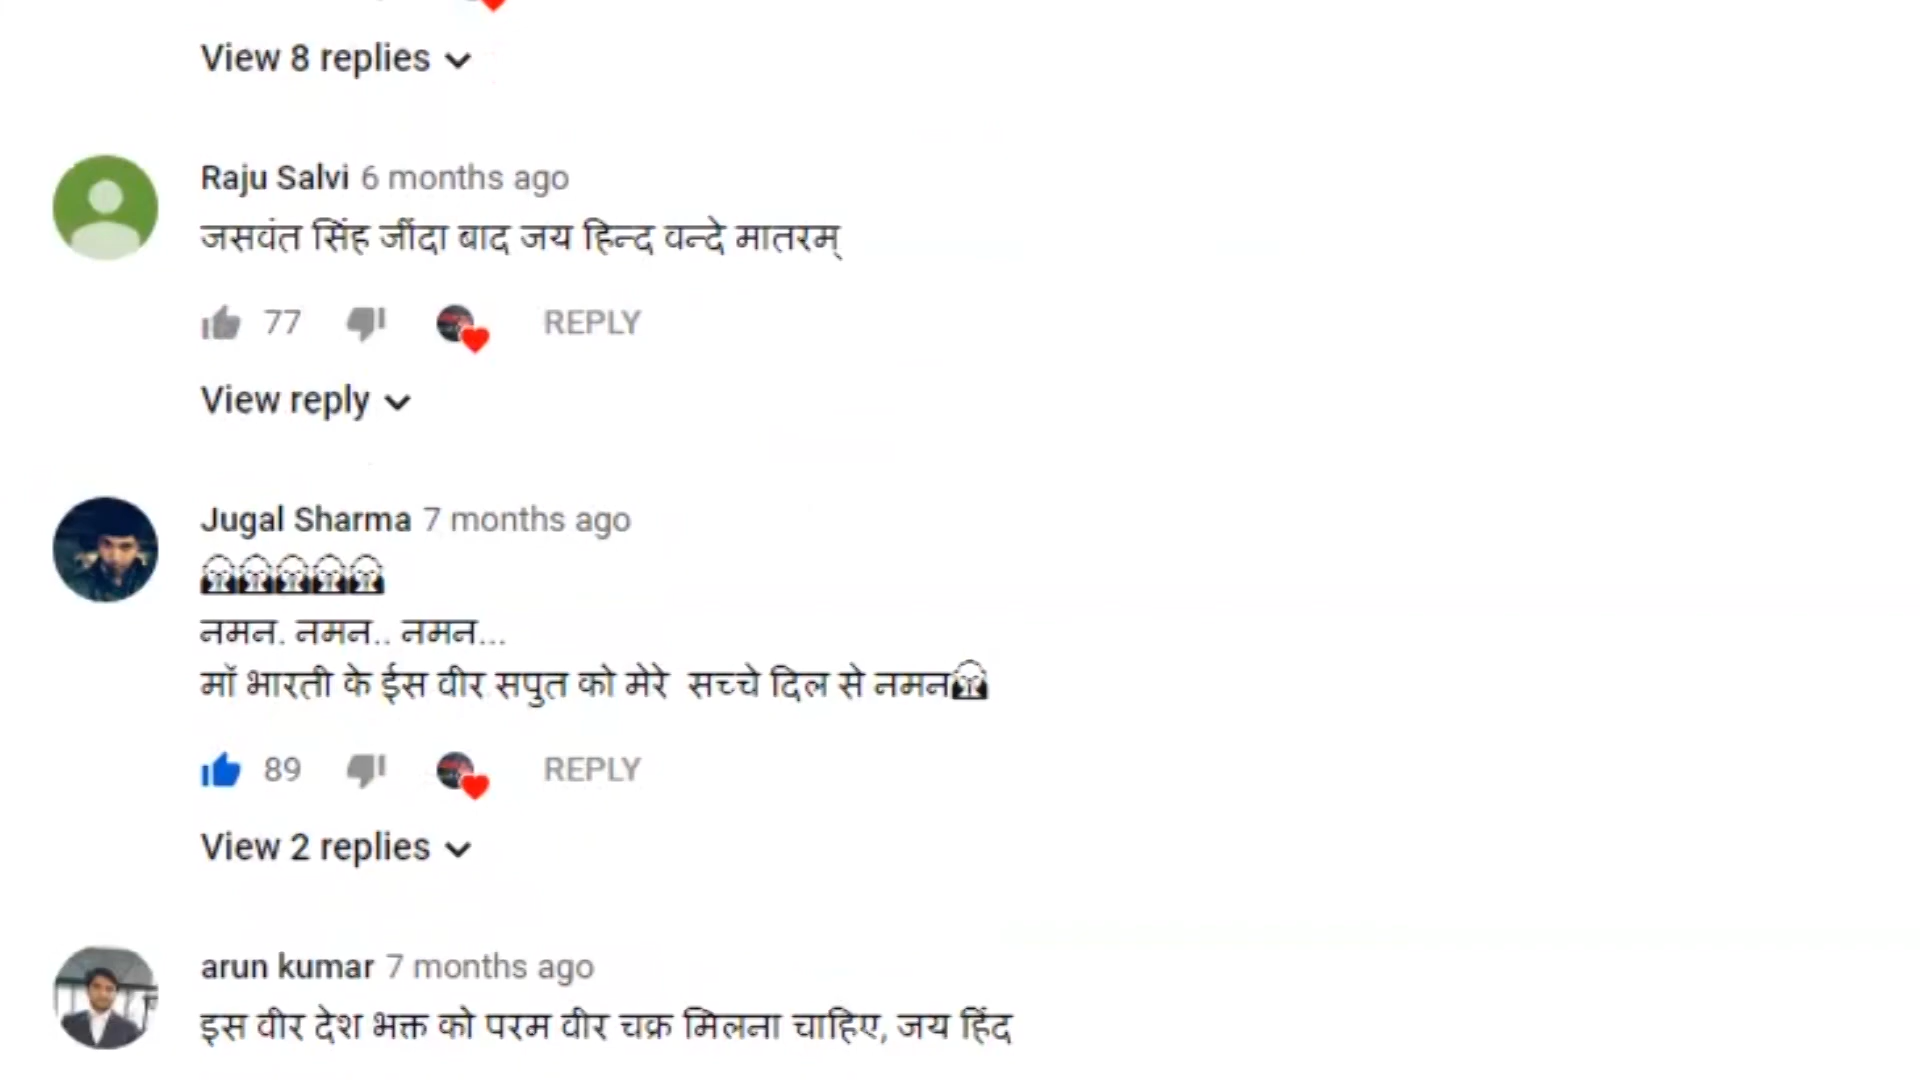 View 8 replies
Raju Salvi 6 months ago
जसवंत सिंह जींदा बाद जय हिन्द वन्दे मातरम्
77 REPLY
View reply
Jugal Sharma 7 months ago
नमन. नमन.. नमन...
माँ भारती के ईस वीर सपुत को मेरे सच्चे दिल से नमन
89 REPLY
View 2 replies
arun kumar 7 months ago
इस वीर देश भक्त को परम वीर चक्र मिलना चाहिए, जय हिंद